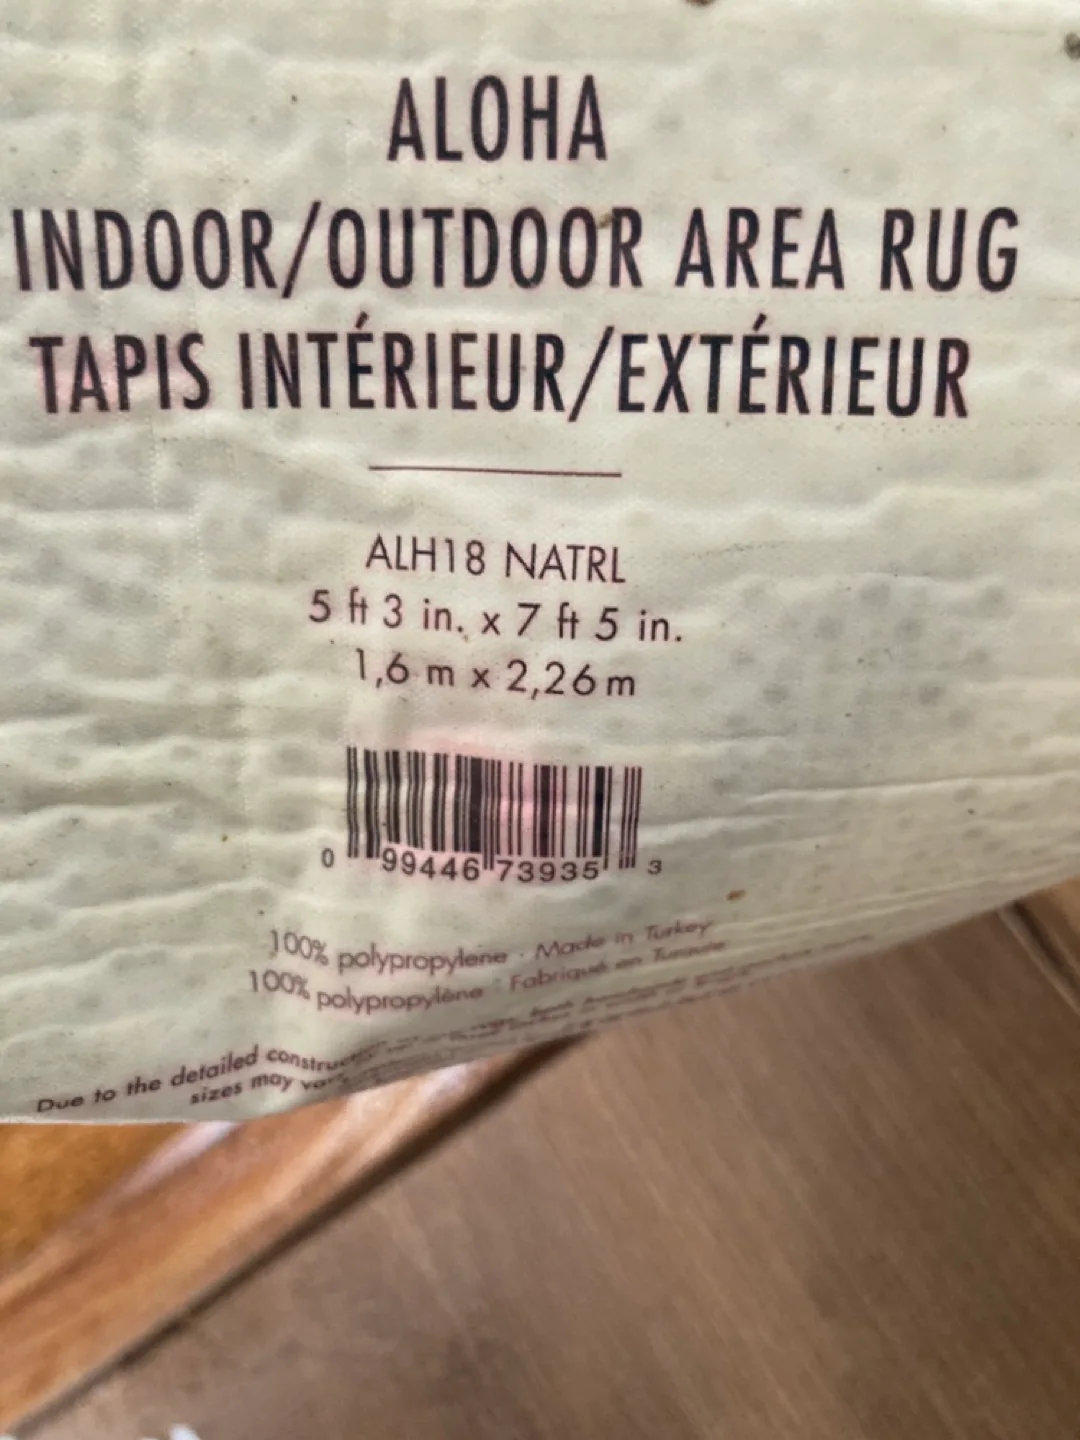 ALOHA
INDOOR/OUTDOOR AREA RUG
TAPIS INTÉRIEUR/EXTÉRIEUR
ALH18 NATRL
5 ft 3 in. x 7 ft 5 in.
1,6 m x 2,26 m
0 99446 73935 3
100% polypropylene · Made in Turkey
100% polypropylène · Fabriqué en Turquie
Due to the detailed
sizes may